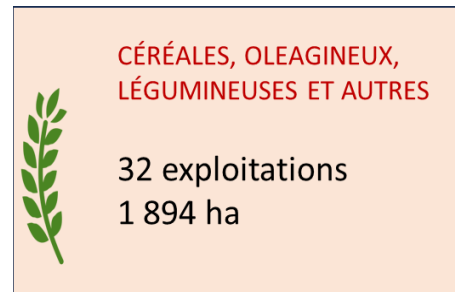 CÉRÉALES, OLEAGINEUX,
LÉGUMINEUSES ET AUTRES
32 exploitations
1 894 ha